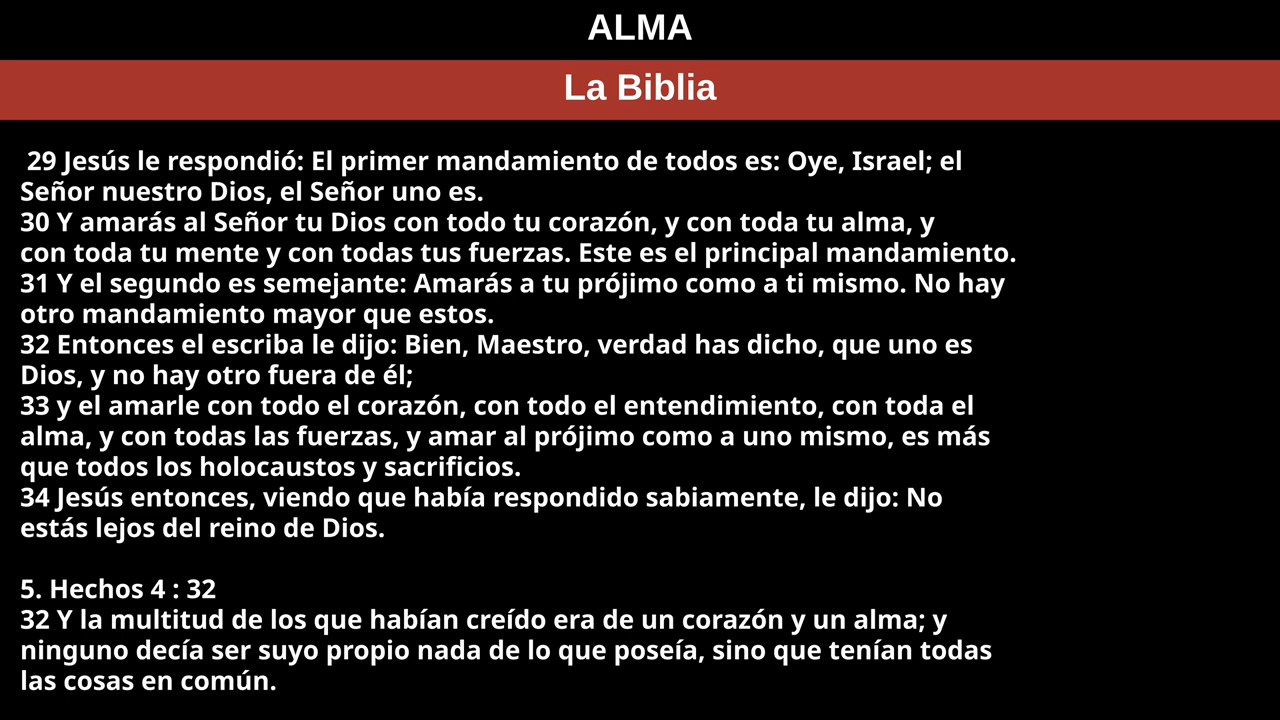 ALMA
La Biblia
29 Jesús le respondió: El primer mandamiento de todos es: Oye, Israel; el
Señor nuestro Dios, el Señor uno es.
30 Y amarás al Señor tu Dios con todo tu corazón, y con toda tu alma, y
con toda tu mente y con todas tus fuerzas. Este es el principal mandamiento.
31 Y el segundo es semejante: Amarás a tu prójimo como a ti mismo. No hay
otro mandamiento mayor que estos.
32 Entonces el escriba le dijo: Bien, Maestro, verdad has dicho, que uno es
Dios, y no hay otro fuera de él;
33 y el amarle con todo el corazón, con todo el entendimiento, con toda el
alma, y con todas las fuerzas, y amar al prójimo como a uno mismo, es más
que todos los holocaustos y sacrificios.
34 Jesús entonces, viendo que había respondido sabiamente, le dijo: No
estás lejos del reino de Dios.
5. Hechos 4 : 32
32 Y la multitud de los que habían creído era de un corazón y un alma; y
ninguno decía ser suyo propio nada de lo que poseía, sino que tenían todas
las cosas en común.